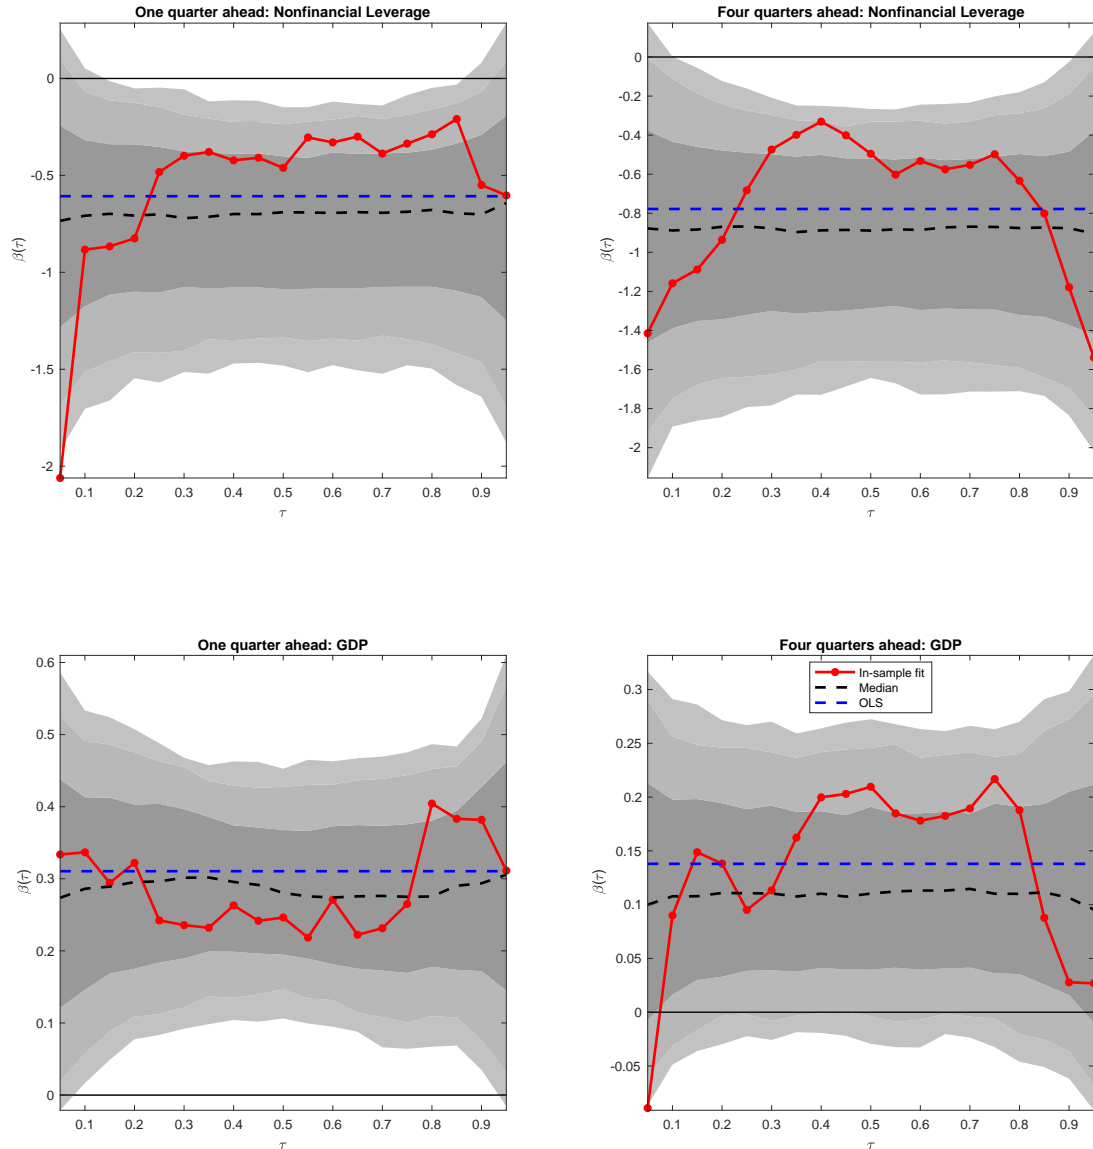 One quarter ahead: Nonfinancial Leverage
0
-0.5
-1
-1.5
-2
β(τ)
0.1 0.2 0.3 0.4 0.5 0.6 0.7 0.8 0.9
τ
Four quarters ahead: Nonfinancial Leverage
0
-0.2
-0.4
-0.6
-0.8
-1
-1.2
-1.4
-1.6
-1.8
-2
β(τ)
0.1 0.2 0.3 0.4 0.5 0.6 0.7 0.8 0.9
τ
One quarter ahead: GDP
0.6
0.5
0.4
0.3
0.2
0.1
0
β(τ)
0.1 0.2 0.3 0.4 0.5 0.6 0.7 0.8 0.9
τ
Four quarters ahead: GDP
In-sample fit
Median
OLS
0.3
0.25
0.2
0.15
0.1
0.05
0
-0.05
β(τ)
0.1 0.2 0.3 0.4 0.5 0.6 0.7 0.8 0.9
τ